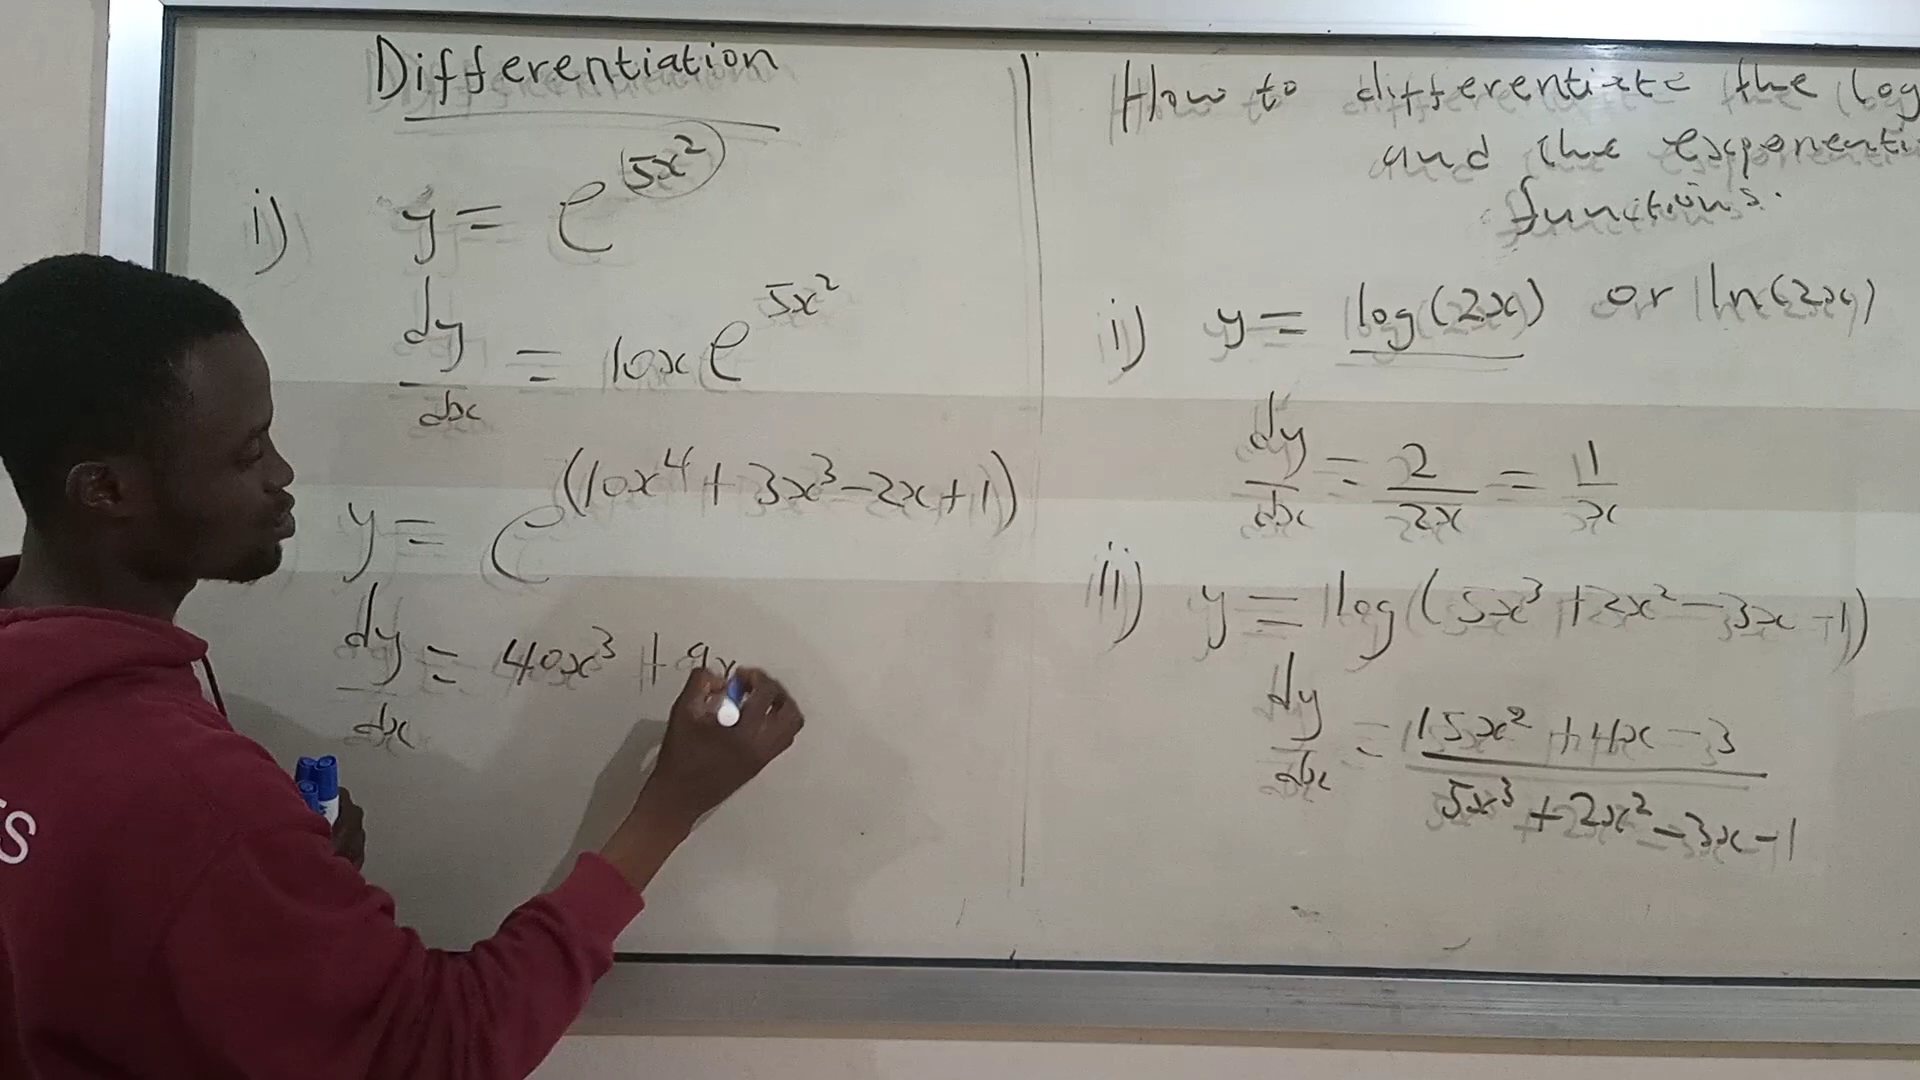 Differentiation
i) y = e^(5x²)
dy/dx = 10x e^(5x²)
y = e^(10x⁴ + 3x³ - 2x + 1)
dy/dx = 40x³ + 9x
How to differentiate the log
and the exponenti
functions.
i) y = log(2x) or ln(2x)
dy/dx = 2/2x = 1/x
ii) y = log(5x³ + 2x² - 3x - 1)
dy/dx = (15x² + 4x - 3)/(5x³ + 2x² - 3x - 1)
S